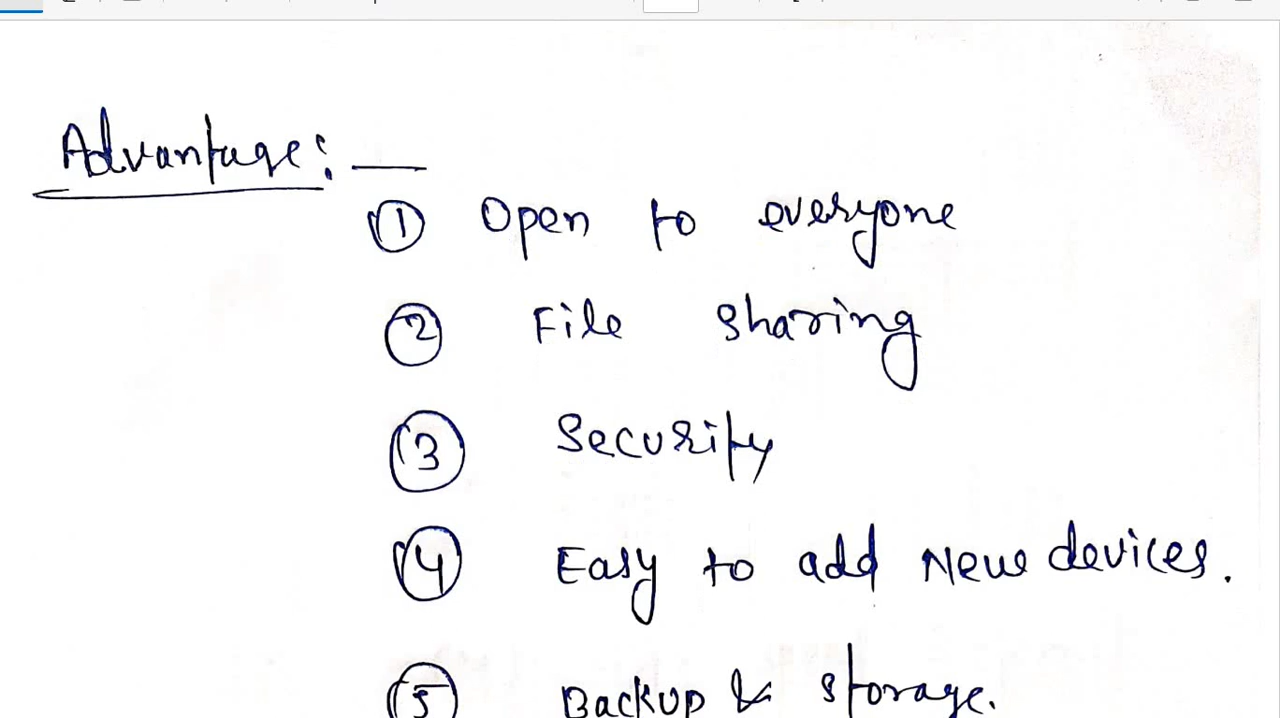 Advantage: —
① Open to everyone
② File sharing
③ Security
④ Easy to add New devices.
⑤ Backup & storage.